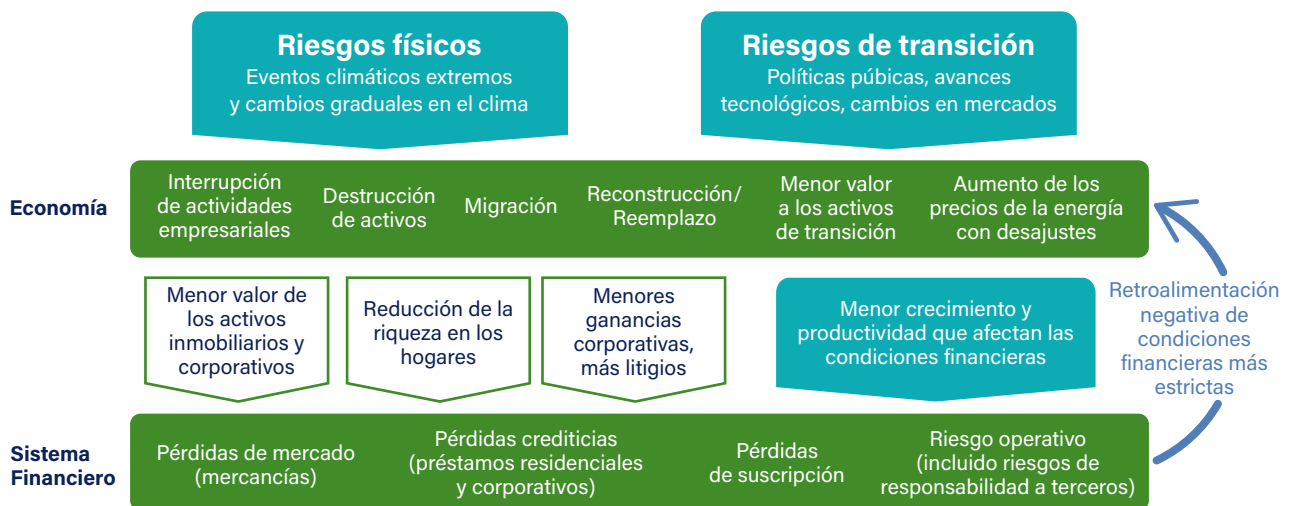 Riesgos físicos
Eventos climáticos extremos
y cambios graduales en el clima
Riesgos de transición
Políticas púbicas, avances
tecnológicos, cambios en mercados
Economía
Interrupción
de actividades
empresariales
Destrucción
de activos
Migración
Reconstrucción/
Reemplazo
Menor valor
a los activos
de transición
Aumento de los
precios de la energía
con desajustes
Menor valor de
los activos
inmobiliarios y
corporativos
Reducción de la
riqueza en los
hogares
Menores
ganancias
corporativas,
más litigios
Menor crecimiento y
productividad que afectan las
condiciones financieras
Retroalimentación
negativa de
condiciones
financieras más
estrictas
Sistema
Financiero
Pérdidas de mercado
(mercancías)
Pérdidas crediticias
(préstamos residenciales
y corporativos)
Pérdidas
de suscripción
Riesgo operativo
(incluido riesgos de
responsabilidad a terceros)